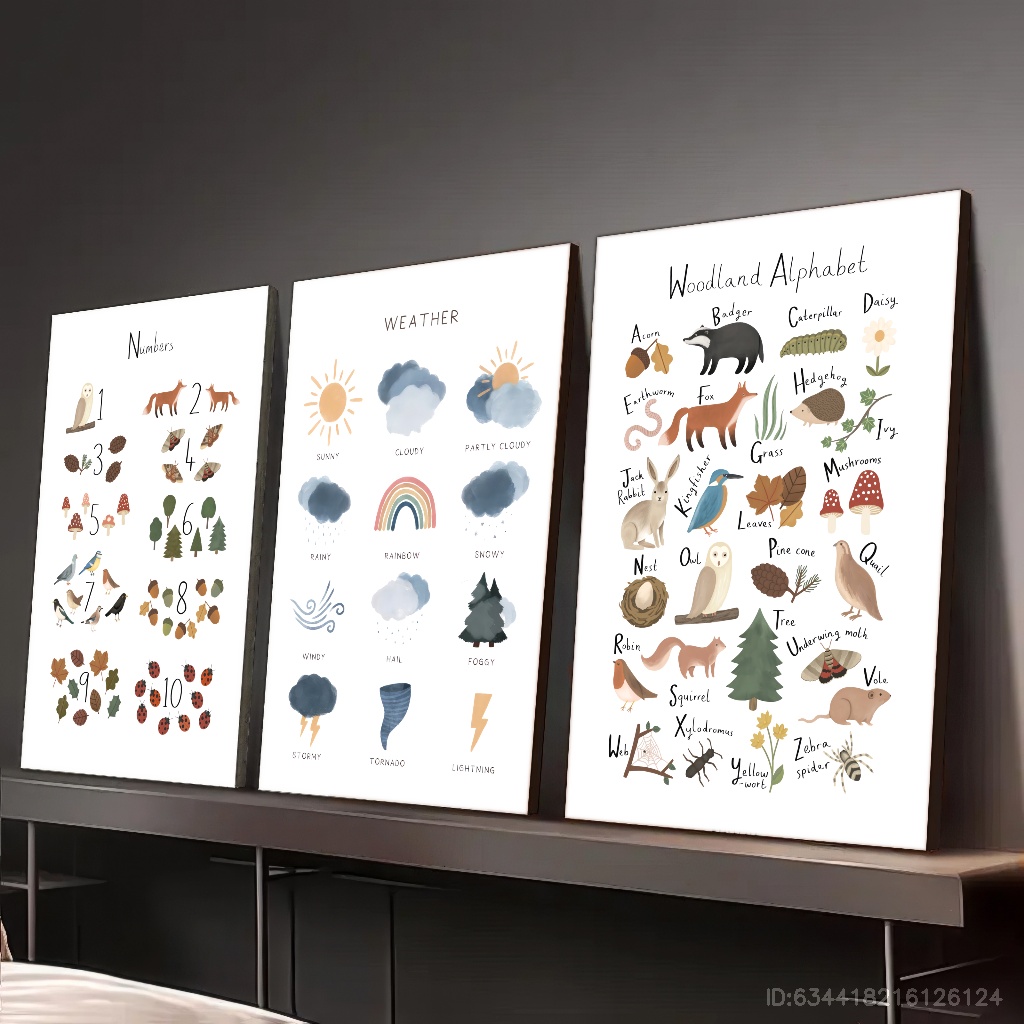 Numbers
1
2
3
4
5
6
7
8
9
10
WEATHER
SUNNY
CLOUDY
PARTLY CLOUDY
RAINY
RAINBOW
SNOWY
WINDY
HAIL
FOGGY
STORMY
TORNADO
LIGHTNING
Woodland Alphabet
Acorn
Badger
Caterpillar
Daisy
Earthworm
Fox
Grass
Hedgehog
Ivy
Jack
Rabbit
Kingfisher
Leaves
Mushrooms
Nest
Owl
Pine cone
Quail
Robin
Squirrel
Tree
Underwing moth
Vole
Web
Xylodromus
Yellow
-wort
Zebra
spider
ID:634418216126124